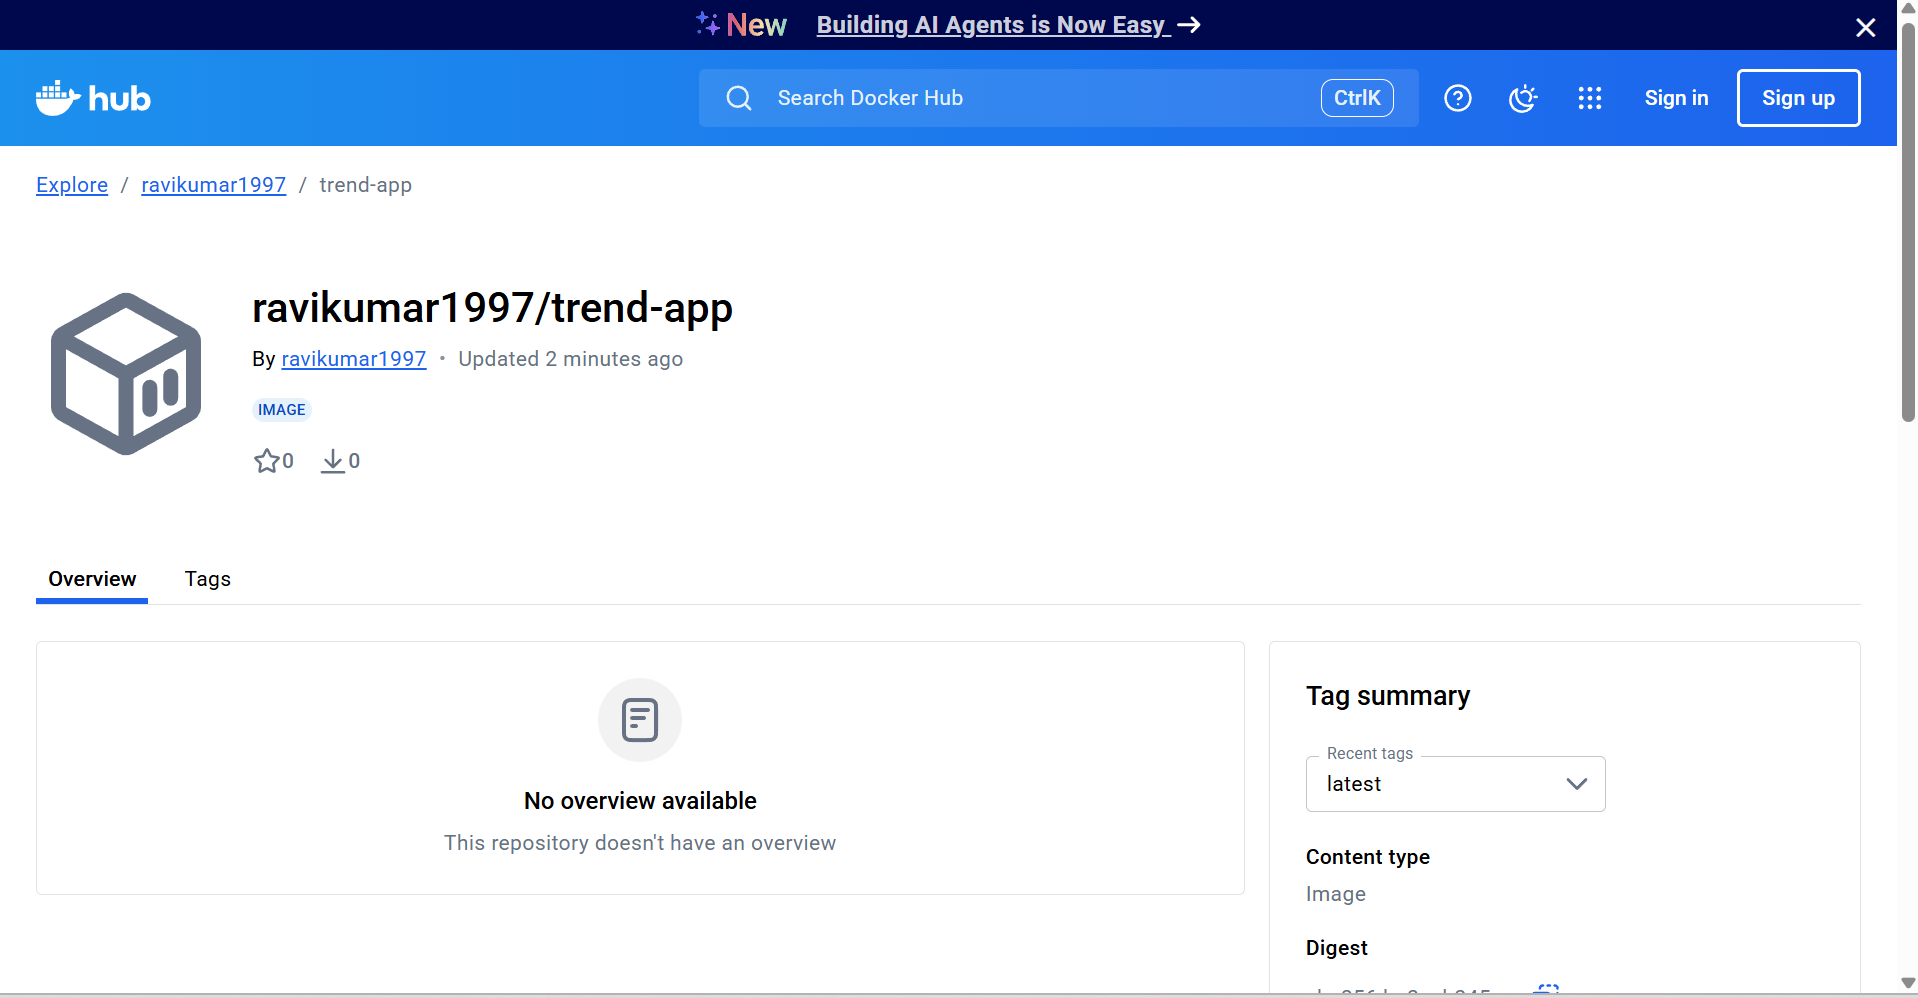 New Building AI Agents is Now Easy →
hub
Search Docker Hub CtrlK Sign in Sign up
Explore / ravikumar1997 / trend-app
ravikumar1997/trend-app
By ravikumar1997 • Updated 2 minutes ago
IMAGE
0 0
Overview Tags
No overview available
This repository doesn't have an overview
Tag summary
Recent tags
latest
Content type
Image
Digest